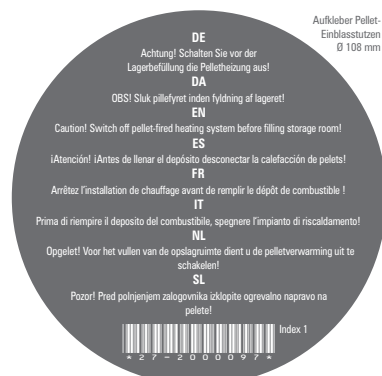 Aufkleber Pellet-
Einblasstutzen
Ø 108 mm
DE
Achtung! Schalten Sie vor der
Lagerbefüllung die Pelletheizung aus!
DA
OBS! Sluk pillefyret inden fyldning af lageret!
EN
Caution! Switch off pellet-fired heating system before filling storage room!
ES
¡Atención! ¡Antes de llenar el depósito desconectar la calefacción de pelets!
FR
Arrêtez l'installation de chauffage avant de remplir le dépôt de combustible !
IT
Prima di riempire il deposito del combustibile, spegnere l'impianto di riscaldamento!
NL
Opgelet! Voor het vullen van de opslagruimte dient u de pelletverwarming uit te
schakelen!
SL
Pozor! Pred polnjenjem zalogovnika izklopite ogrevalno napravo na
pelete!
Index 1
*27-2000097*